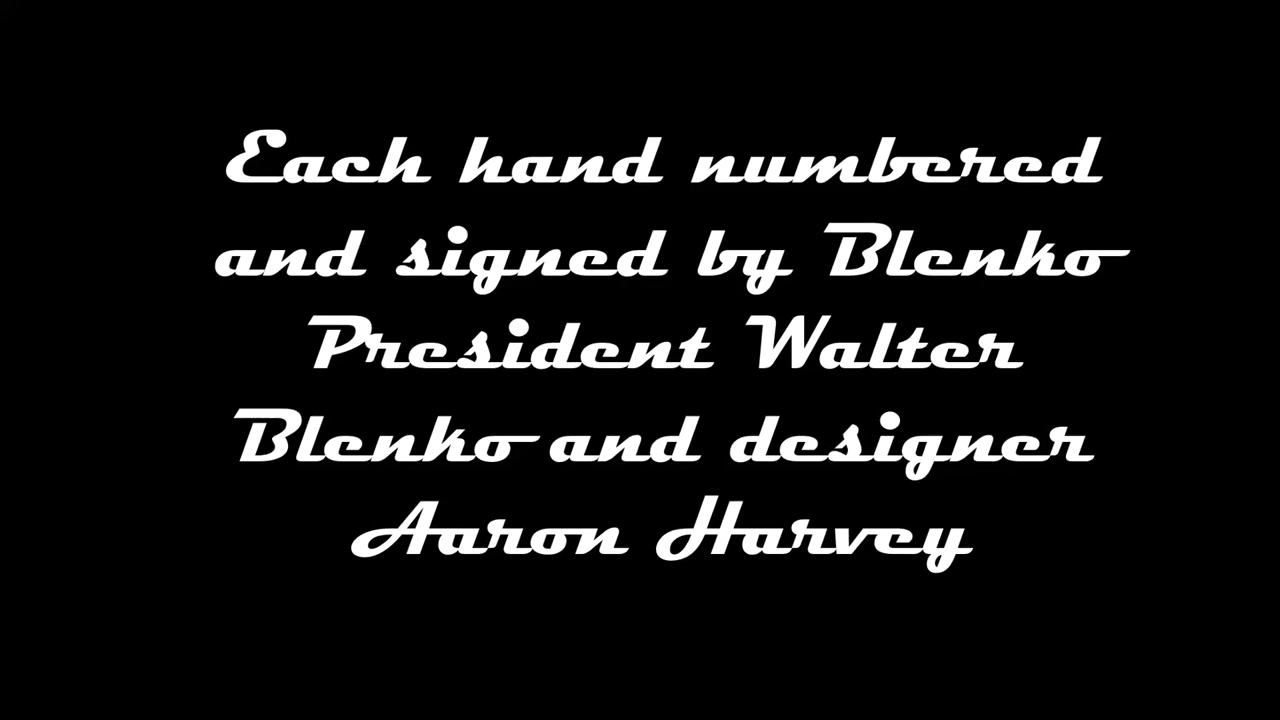 Each hand numbered
and signed by Blenko
President Walter
Blenko and designer
Aaron Harvey